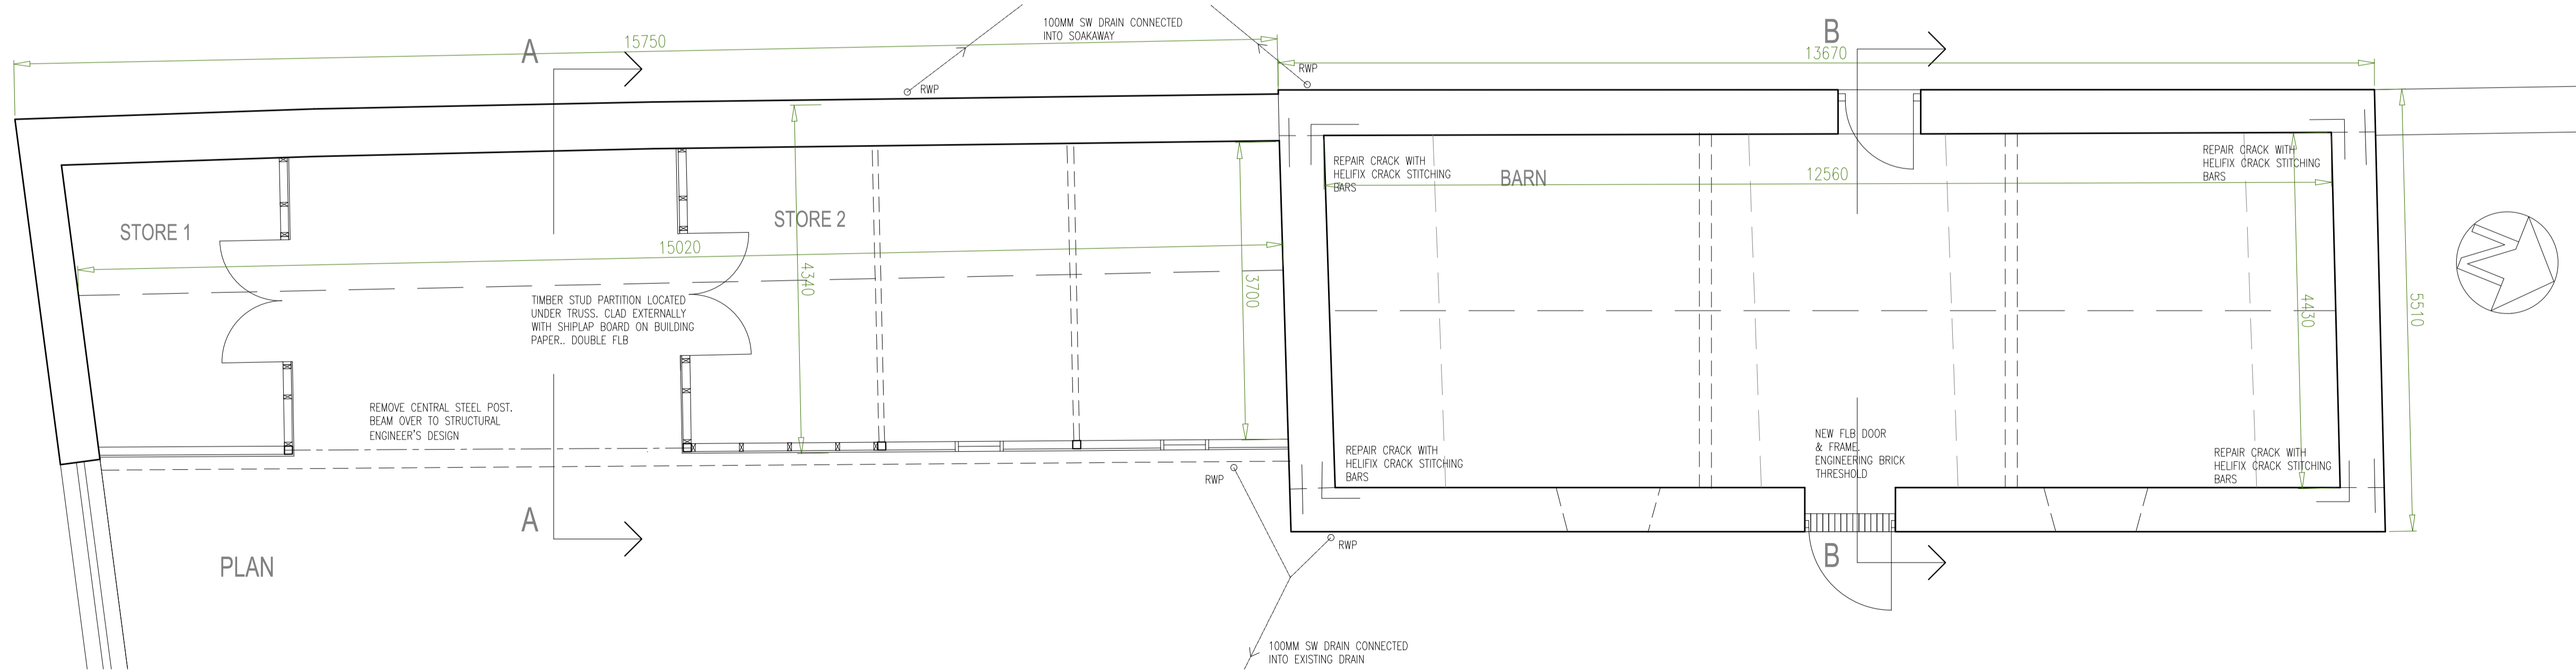 100MM SW DRAIN CONNECTED
INTO SOAKAWAY
A
15750
B
13670
RWP
RWP
REPAIR CRACK WITH
HELIFIX CRACK STITCHING
BARS
BARN
12560
REPAIR CRACK WITH
HELIFIX CRACK STITCHING
BARS
STORE 1
STORE 2
15020
4340
3700
4430
5510
N
TIMBER STUD PARTITION LOCATED
UNDER TRUSS. CLAD EXTERNALLY
WITH SHIPLAP BOARD ON BUILDING
PAPER.. DOUBLE FLB
REMOVE CENTRAL STEEL POST.
BEAM OVER TO STRUCTURAL
ENGINEER'S DESIGN
REPAIR CRACK WITH
HELIFIX CRACK STITCHING
BARS
NEW FLB DOOR
& FRAME.
ENGINEERING BRICK
THRESHOLD
REPAIR CRACK WITH
HELIFIX CRACK STITCHING
BARS
RWP
A
RWP
B
PLAN
100MM SW DRAIN CONNECTED
INTO EXISTING DRAIN